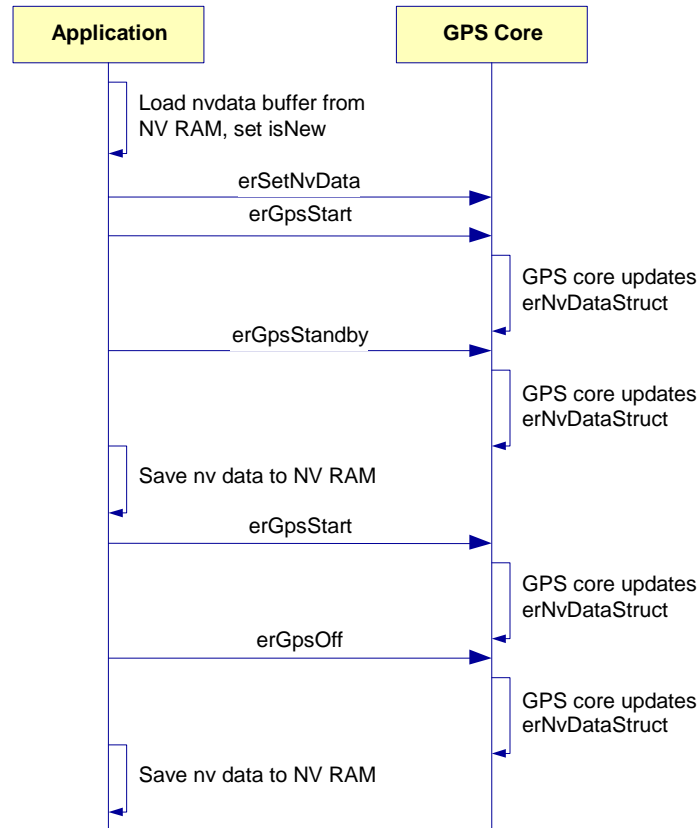 Application
GPS Core
Load nvdata buffer from
NV RAM, set isNew
erSetNvData
erGpsStart
GPS core updates
erNvDataStruct
erGpsStandby
GPS core updates
erNvDataStruct
Save nv data to NV RAM
erGpsStart
GPS core updates
erNvDataStruct
erGpsOff
GPS core updates
erNvDataStruct
Save nv data to NV RAM